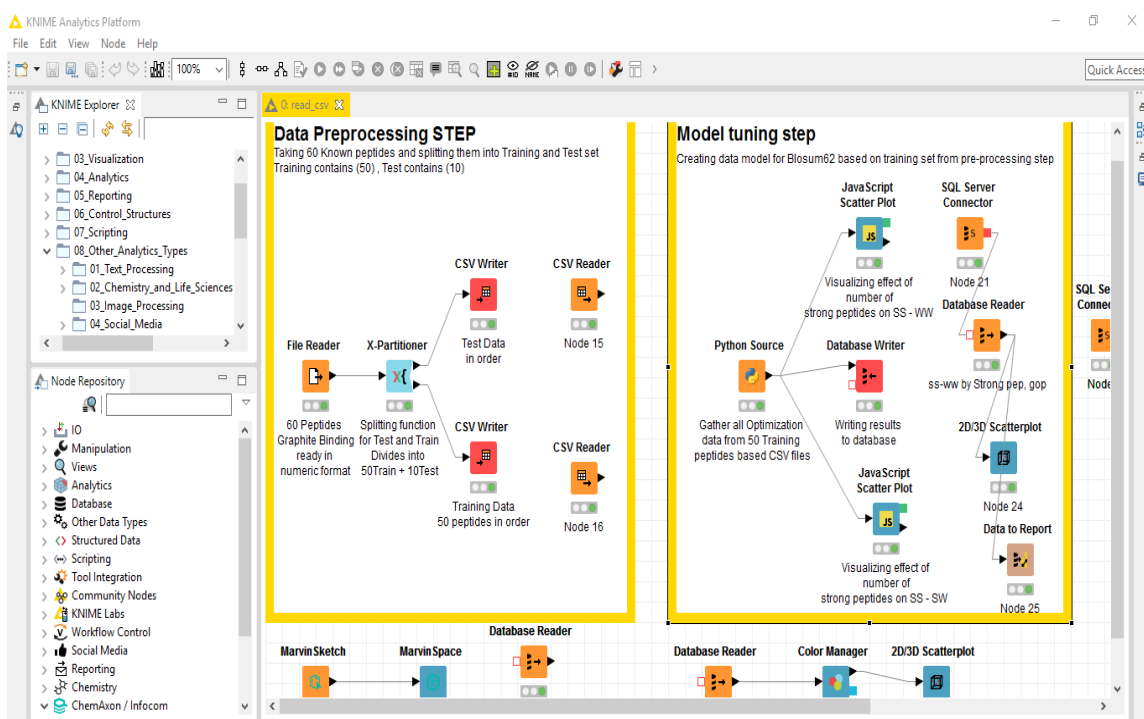 KNIME Analytics Platform
File Edit View Node Help
100%
Quick Access
KNIME Explorer
03_Visualization
04_Analytics
05_Reporting
06_Control_Structures
07_Scripting
08_Other_Analytics_Types
01_Text_Processing
02_Chemistry_and_Life_Sciences
03_Image_Processing
04_Social_Media
Node Repository
IO
Manipulation
Views
Analytics
Database
Other Data Types
Structured Data
Scripting
Tool Integration
Community Nodes
KNIME Labs
Workflow Control
Social Media
Reporting
Chemistry
ChemAxon / Infocom
0: read_csv
Data Preprocessing STEP
Taking 60 Known peptides and splitting them into Training and Test set
Training contains (50) , Test contains (10)
CSV Writer
Test Data
in order
CSV Reader
Node 15
File Reader
60 Peptides
Graphite Binding
ready in
numeric format
X-Partitioner
Splitting function
for Test and Train
Divides into
50Train + 10Test
CSV Writer
Training Data
50 peptides in order
CSV Reader
Node 16
Model tuning step
Creating data model for Blosum62 based on training set from pre-processing step
JavaScript
Scatter Plot
Visualizing effect of
number of
strong peptides on SS - WW
SQL Server
Connector
Node 21
Database Reader
ss-ww by Strong pep, gop
Python Source
Gather all Optimization
data from 50 Training
peptides based CSV files
Database Writer
Writing results
to database
2D/3D Scatterplot
Node 24
JavaScript
Scatter Plot
Visualizing effect of
number of
strong peptides on SS - SW
Data to Report
Node 25
SQL Se
Connec
Node
MarvinSketch
MarvinSpace
Database Reader
Database Reader
Color Manager
2D/3D Scatterplot